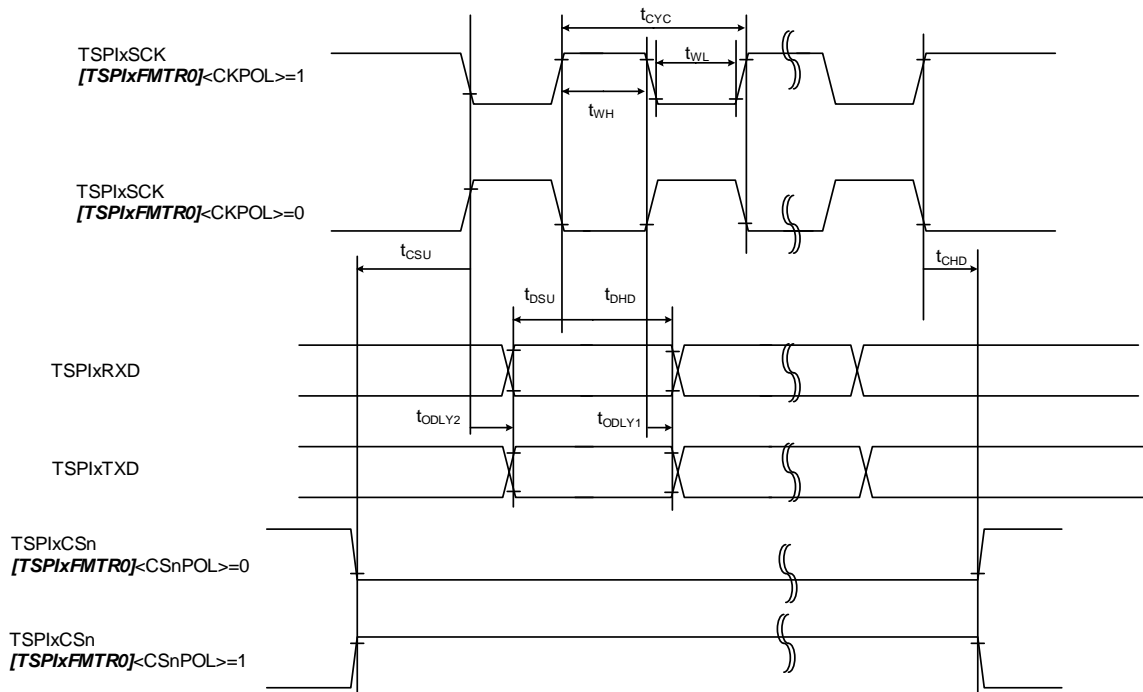 tCYC
TSPIxSCK
[TSPIxFMTR0]<CKPOL>=1
tWL
tWH
TSPIxSCK
[TSPIxFMTR0]<CKPOL>=0
tCSU
tCHD
tDSU
tDHD
TSPIxRXD
tODLY2
tODLY1
TSPIxTXD
TSPIxCSn
[TSPIxFMTR0]<CSnPOL>=0
TSPIxCSn
[TSPIxFMTR0]<CSnPOL>=1